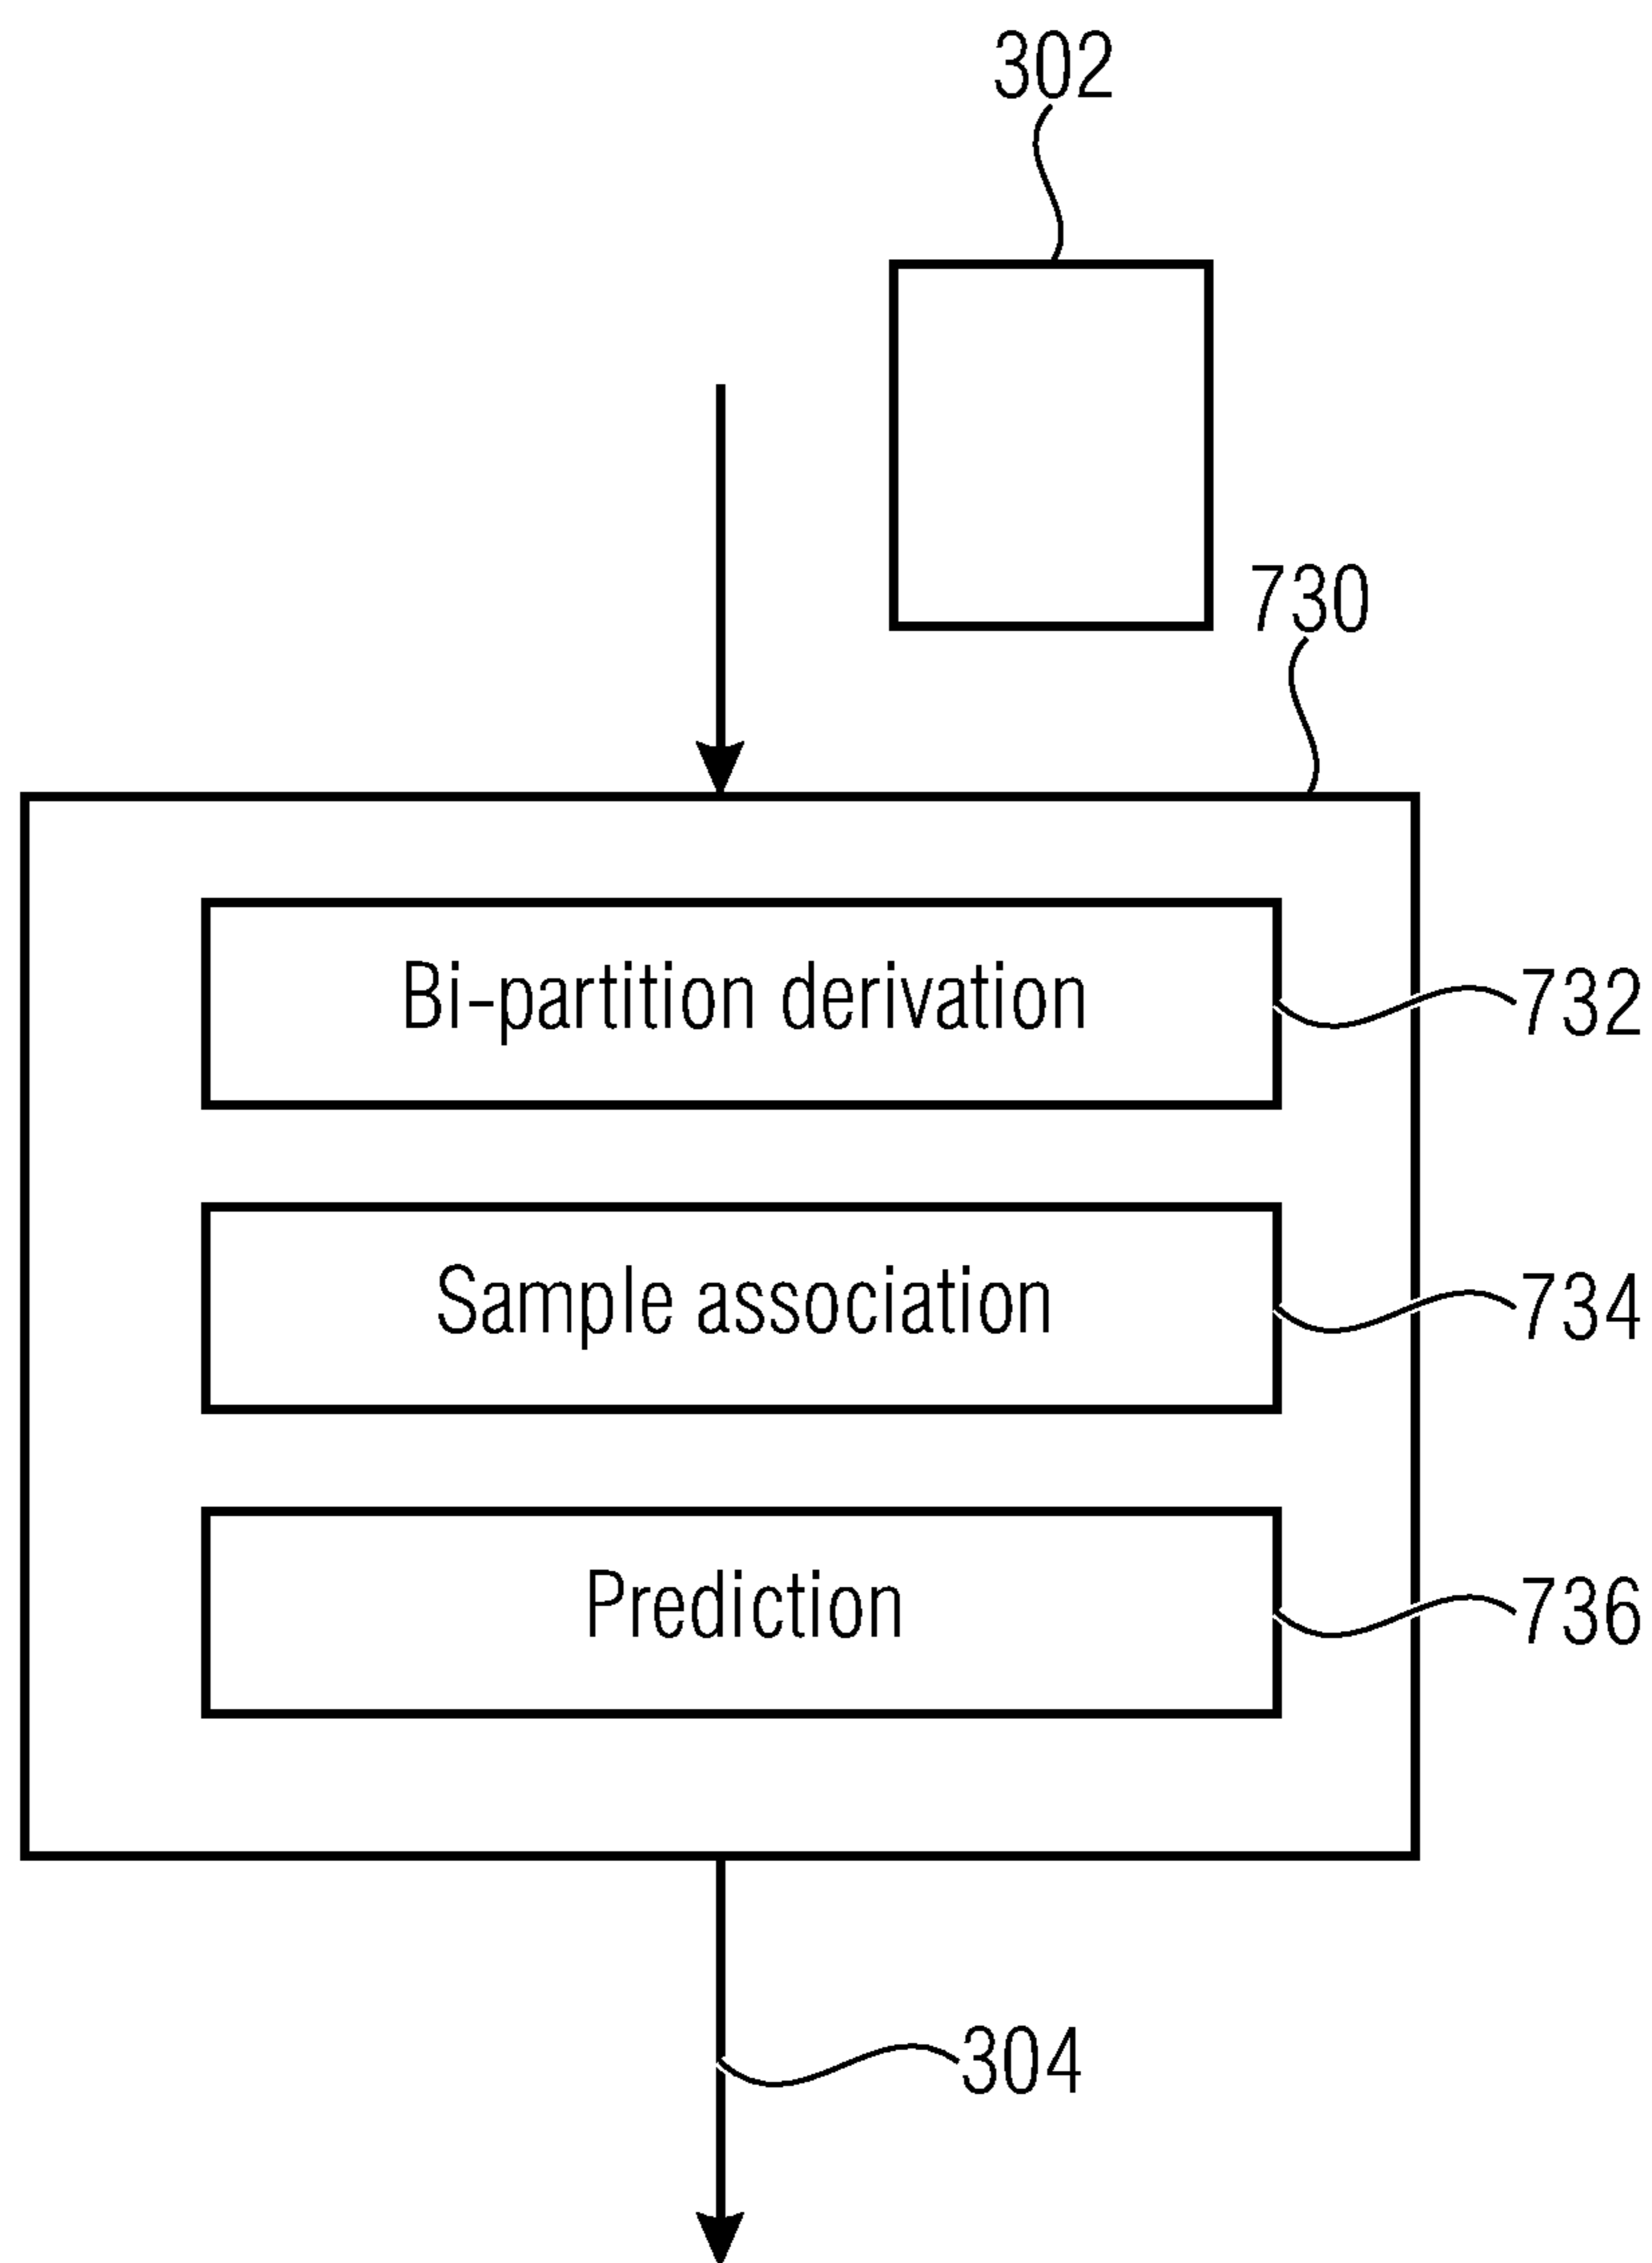 302
730
Bi-partition derivation
732
Sample association
734
Prediction
736
304